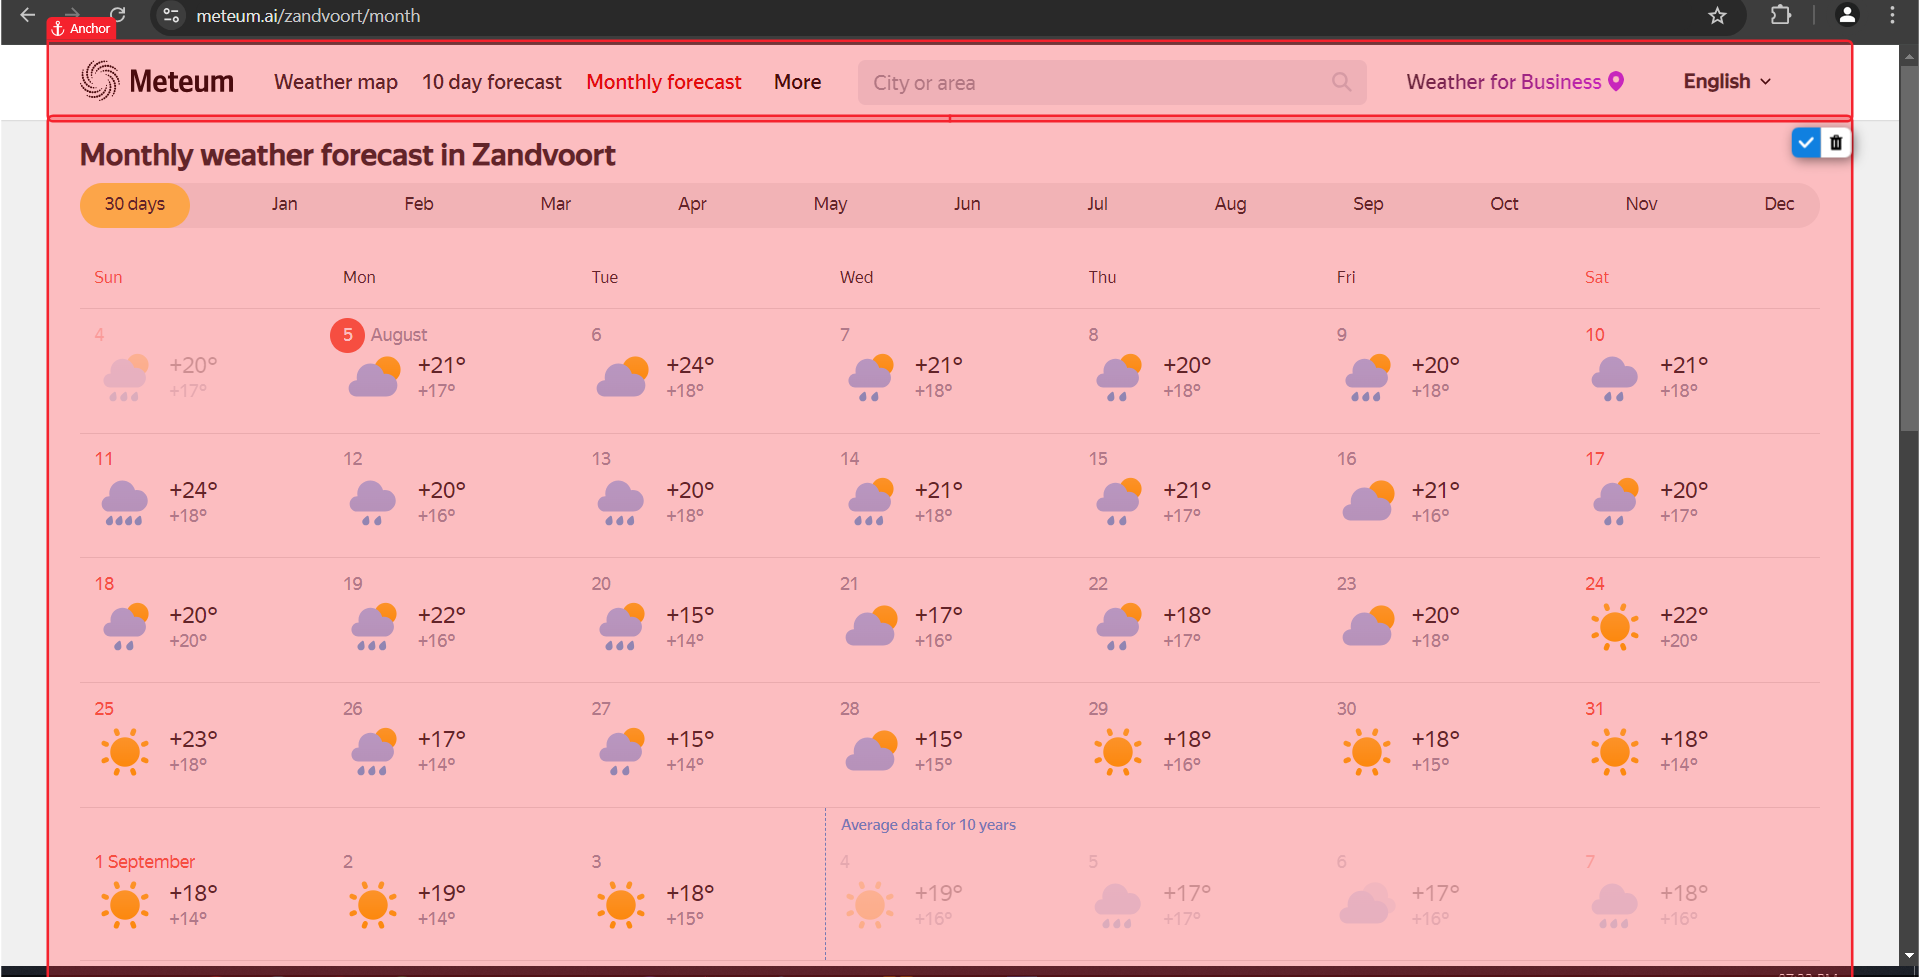 meteum.ai/zandvoort/month
Anchor
Meteum Weather map 10 day forecast Monthly forecast More City or area Weather for Business English
Monthly weather forecast in Zandvoort
30 days Jan Feb Mar Apr May Jun Jul Aug Sep Oct Nov Dec
Sun Mon Tue Wed Thu Fri Sat
4 5 August 6 7 8 9 10
+20° +21° +24° +21° +20° +20° +21°
+17° +17° +18° +18° +18° +18° +18°
11 12 13 14 15 16 17
+24° +20° +20° +21° +21° +21° +20°
+18° +16° +18° +18° +17° +16° +17°
18 19 20 21 22 23 24
+20° +22° +15° +17° +18° +20° +22°
+20° +16° +14° +16° +17° +18° +20°
25 26 27 28 29 30 31
+23° +17° +15° +15° +18° +18° +18°
+18° +14° +14° +15° +16° +15° +14°
Average data for 10 years
1 September 2 3 4 5 6 7
+18° +19° +18° +19° +17° +17° +18°
+14° +14° +15° +16° +17° +16° +16°